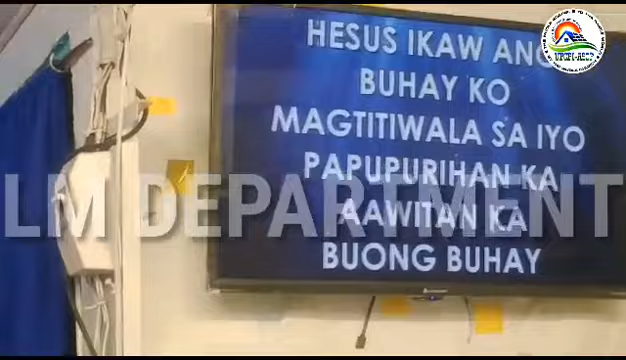 HESUS IKAW ANG
BUHAY KO
MAGTITIWALA SA IYO
PAPUPURIHAN KA
AAWITAN KA
BUONG BUHAY
LM DEPARTMENT